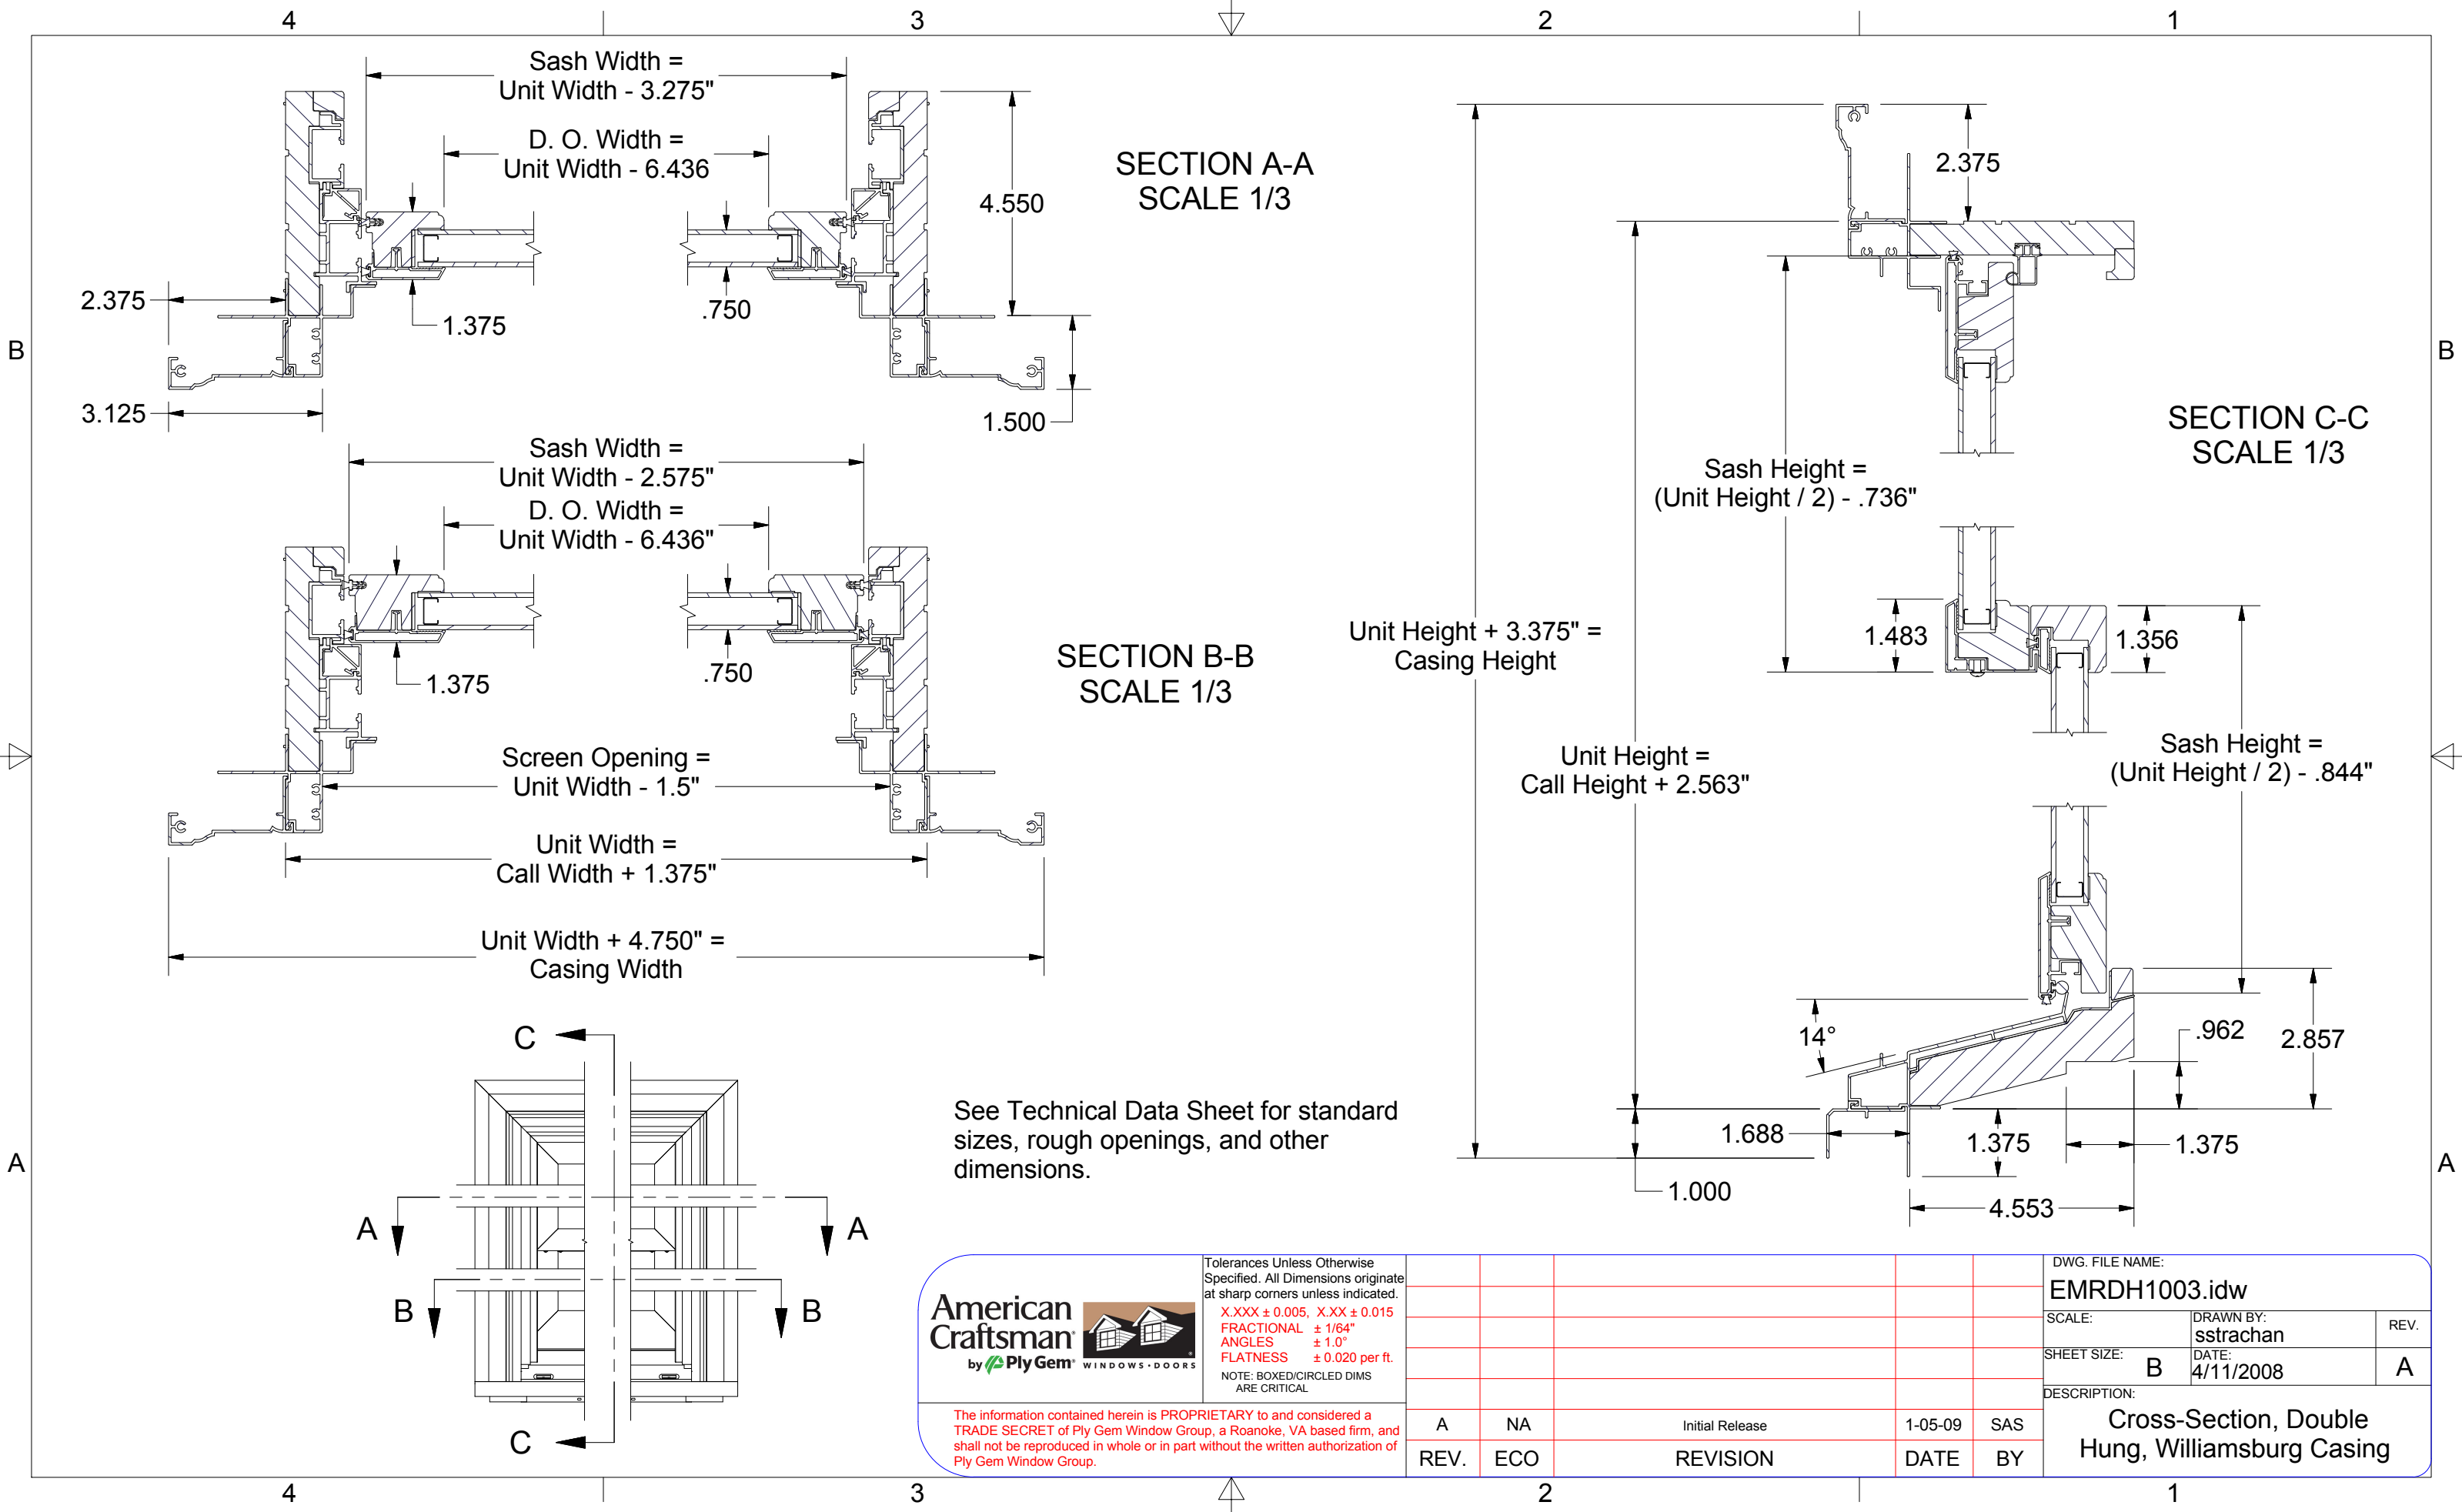 4
3
2
1
B
B
A
A
Sash Width =
Unit Width - 3.275"
D. O. Width =
Unit Width - 6.436
SECTION A-A
SCALE 1/3
4.550
2.375
1.375
.750
3.125
1.500
Sash Width =
Unit Width - 2.575"
D. O. Width =
Unit Width - 6.436"
1.375
.750
SECTION B-B
SCALE 1/3
Screen Opening =
Unit Width - 1.5"
Unit Width =
Call Width + 1.375"
Unit Width + 4.750" =
Casing Width
2.375
SECTION C-C
SCALE 1/3
Sash Height =
(Unit Height / 2) - .736"
Unit Height + 3.375" =
Casing Height
1.483
1.356
Unit Height =
Call Height + 2.563"
Sash Height =
(Unit Height / 2) - .844"
14°
.962
2.857
1.688
1.375
1.375
1.000
4.553
C
A
A
B
B
C
See Technical Data Sheet for standard
sizes, rough openings, and other
dimensions.
American
Craftsman®
by Ply Gem®
WINDOWS • DOORS
Tolerances Unless Otherwise
Specified. All Dimensions originate
at sharp corners unless indicated.
X.XXX ± 0.005, X.XX ± 0.015
FRACTIONAL ± 1/64"
ANGLES ± 1.0°
FLATNESS ± 0.020 per ft.
NOTE: BOXED/CIRCLED DIMS
ARE CRITICAL
The information contained herein is PROPRIETARY to and considered a
TRADE SECRET of Ply Gem Window Group, a Roanoke, VA based firm, and
shall not be reproduced in whole or in part without the written authorization of
Ply Gem Window Group.
A NA Initial Release 1-05-09 SAS
REV. ECO REVISION DATE BY
DWG. FILE NAME:
EMRDH1003.idw
SCALE:
DRAWN BY:
sstrachan
REV.
SHEET SIZE: B
DATE:
4/11/2008
A
DESCRIPTION:
Cross-Section, Double
Hung, Williamsburg Casing
4
3
2
1